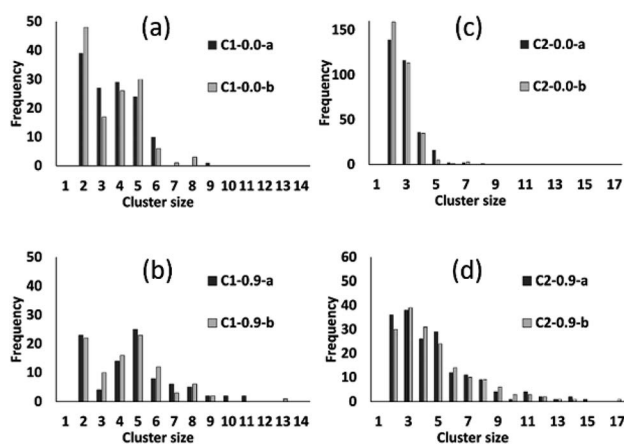 (a)
Frequency
50
40
30
20
10
0
C1-0.0-a
C1-0.0-b
1 2 3 4 5 6 7 8 9 10 11 12 13 14
Cluster size
(c)
Frequency
150
100
50
0
C2-0.0-a
C2-0.0-b
1 3 5 7 9 11 13 15 17
Cluster size
(b)
Frequency
50
40
30
20
10
0
C1-0.9-a
C1-0.9-b
1 2 3 4 5 6 7 8 9 10 11 12 13 14
Cluster size
(d)
Frequency
60
50
40
30
20
10
0
C2-0.9-a
C2-0.9-b
1 3 5 7 9 11 13 15 17
Cluster size